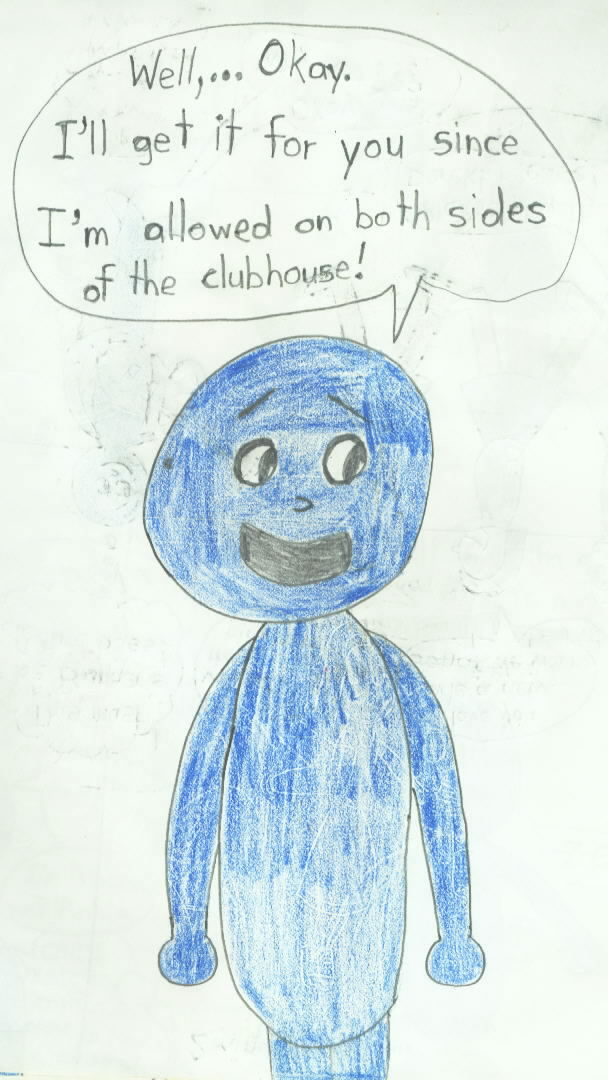 Well,... Okay.
I'll get it for you since
I'm allowed on both sides
of the clubhouse!